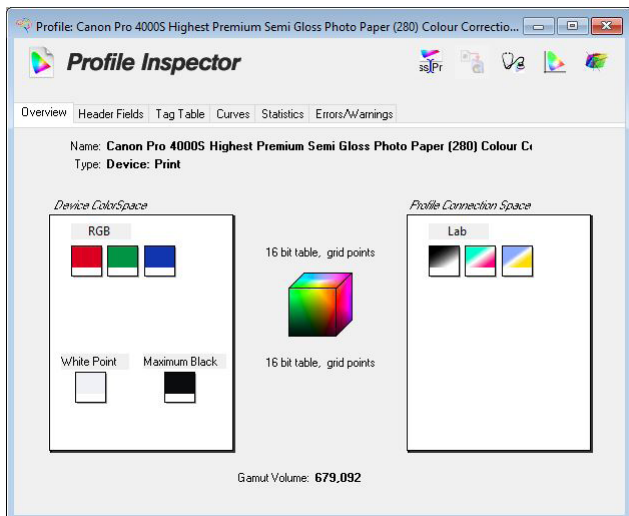 Profile: Canon Pro 4000S Highest Premium Semi Gloss Photo Paper (280) Colour Correctio...
Profile Inspector
ss Pr
Overview Header Fields Tag Table Curves Statistics Errors/Warnings
Name: Canon Pro 4000S Highest Premium Semi Gloss Photo Paper (280) Colour Co
Type: Device: Print
Device ColorSpace
Profile Connection Space
RGB
Lab
16 bit table, grid points
White Point
Maximum Black
16 bit table, grid points
Gamut Volume: 679,092